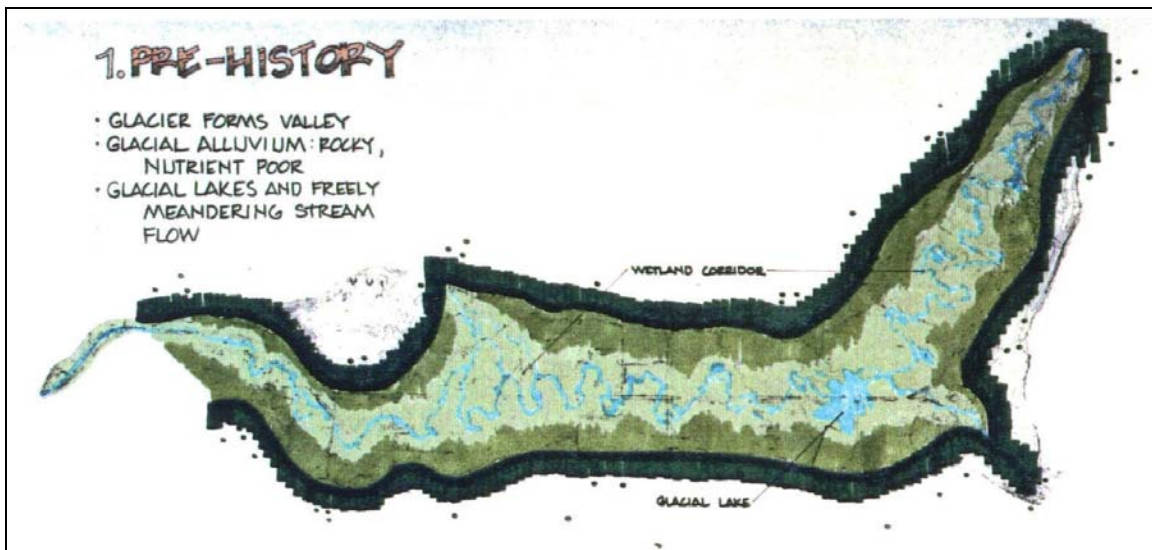 1. PRE-HISTORY
• GLACIER FORMS VALLEY
• GLACIAL ALLUVIUM: ROCKY,
NUTRIENT POOR
• GLACIAL LAKES AND FREELY
MEANDERING STREAM
FLOW
WETLAND CORRIDOR
GLACIAL LAKE